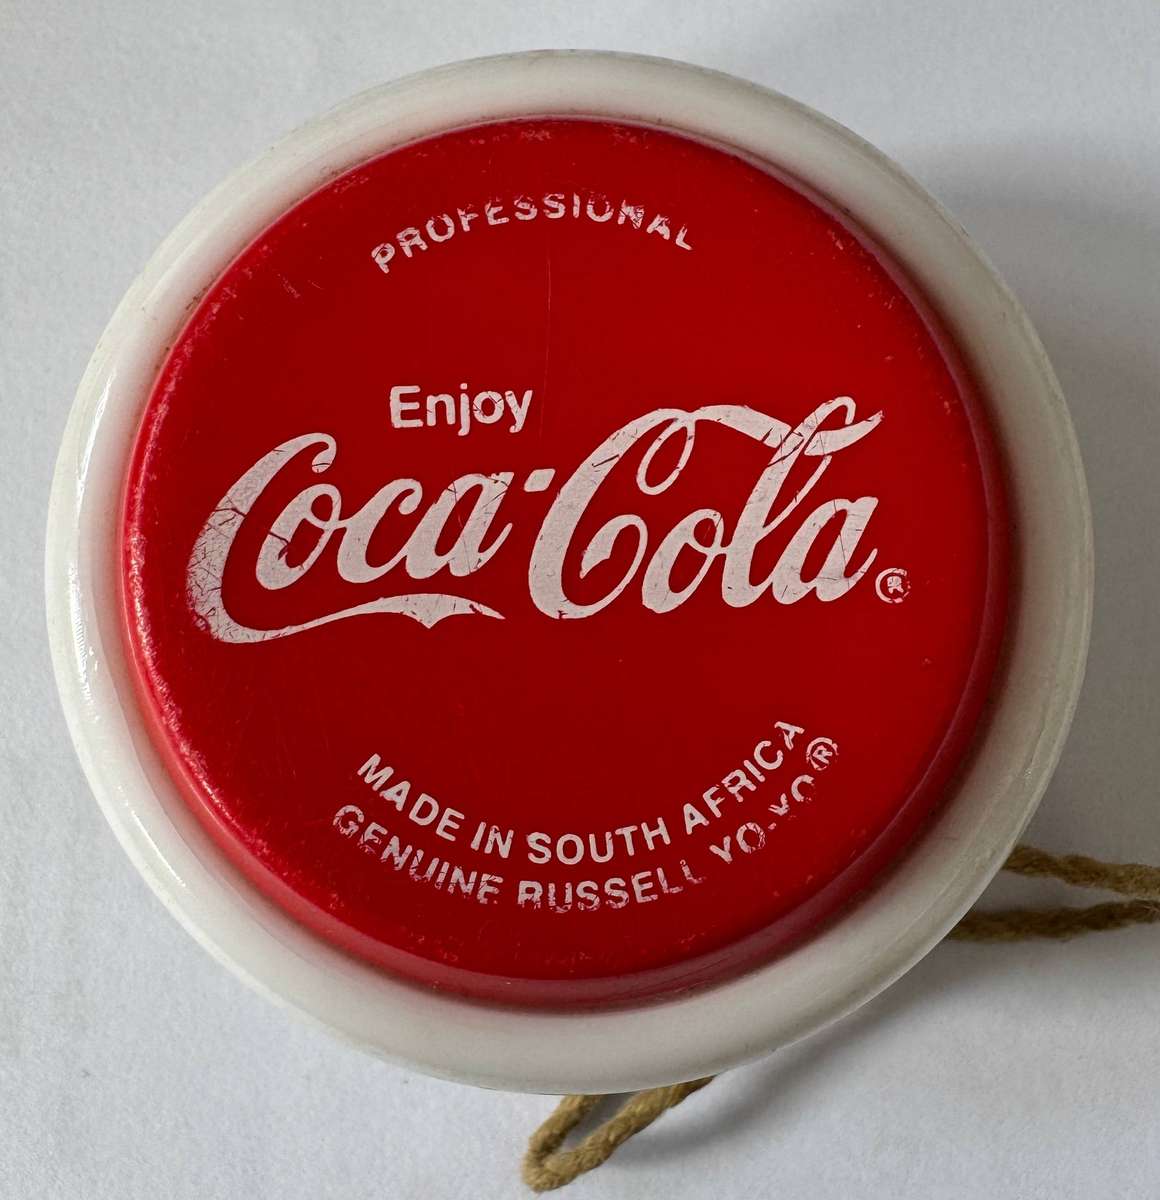 PROFESSIONAL
Enjoy
Coca-Cola®
MADE IN SOUTH AFRICA
GENUINE RUSSELL YO-YO®